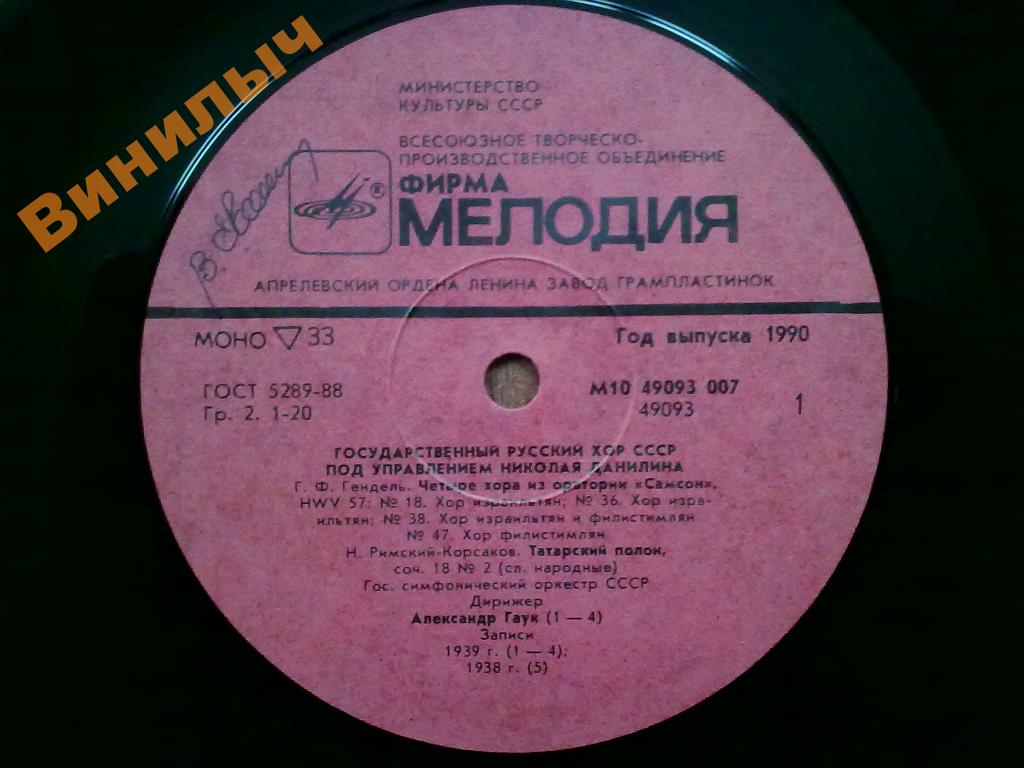 Винилыч
МИНИСТЕРСТВО
КУЛЬТУРЫ СССР
ВСЕСОЮЗНОЕ ТВОРЧЕСКО-
ПРОИЗВОДСТВЕННОЕ ОБЪЕДИНЕНИЕ
ФИРМА
®
МЕЛОДИЯ
АПРЕЛЕВСКИЙ ОРДЕНА ЛЕНИНА ЗАВОД ГРАМПЛАСТИНОК
МОНО ▽ 33
Год выпуска 1990
ГОСТ 5289-88
Гр. 2. 1-20
М10 49093 007
49093
1
ГОСУДАРСТВЕННЫЙ РУССКИЙ ХОР СССР
ПОД УПРАВЛЕНИЕМ НИКОЛАЯ ДАНИЛИНА
Г. Ф. Гендель. Четыре хора из оратории «Самсон»,
HWV 57: № 18. Хор израильтян; № 36. Хор изра-
ильтян; № 38. Хор израильтян и филистимлян
№ 47. Хор филистимлян
Н. Римский-Корсаков. Татарский полон,
соч. 18 № 2 (сл. народные)
Гос. симфонический оркестр СССР
Дирижер
Александр Гаук (1 — 4)
Записи
1939 г. (1 — 4);
1938 г. (5)